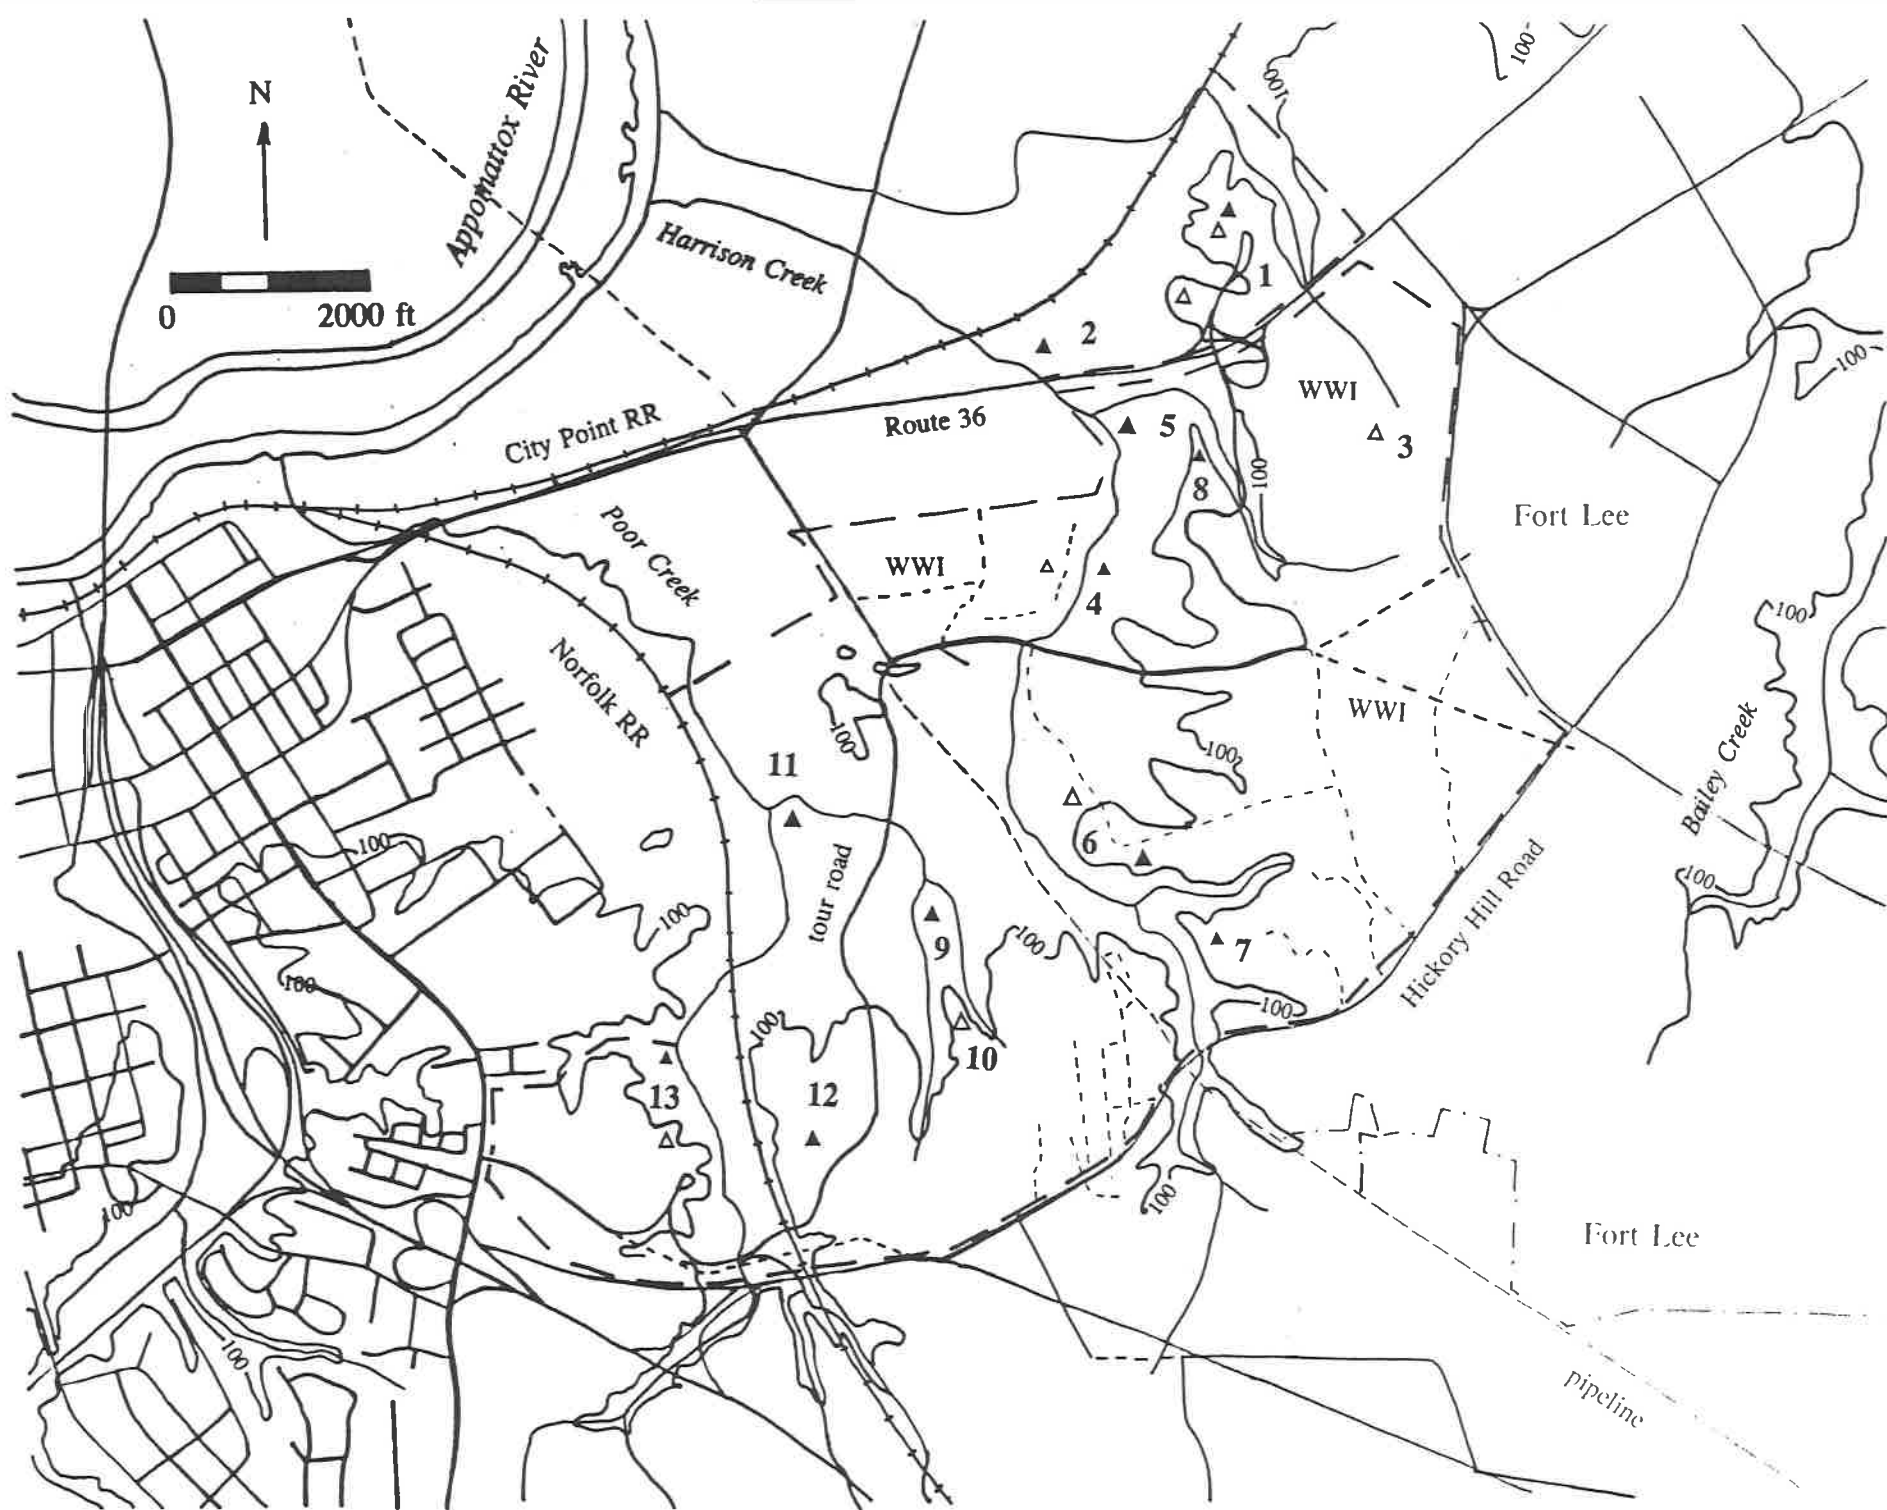 100
100
N
Appomattox River
1
Harrison Creek
0 2000 ft
2
100
WWI
Route 36
City Point RR
5
3
100
8
Fort Lee
Poor Creek
WWI
4
100
Norfolk RR
WWI
100
100
Bailey Creek
11
6
100
tour road
Hickory Hill Road
100
100
9
100
7
100
100
100
10
13
12
100
100
Fort Lee
100
pipeline